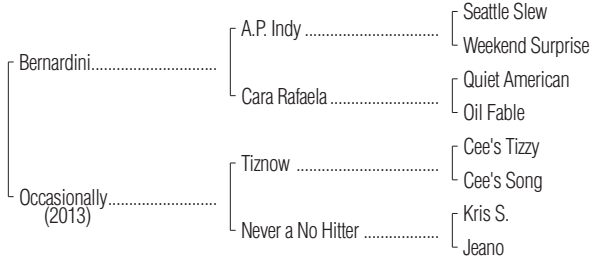 Seattle Slew
A.P. Indy
Weekend Surprise
Bernardini
Quiet American
Cara Rafaela
Oil Fable
Cee's Tizzy
Tiznow
Cee's Song
Occasionally
(2013)
Kris S.
Never a No Hitter
Jeano